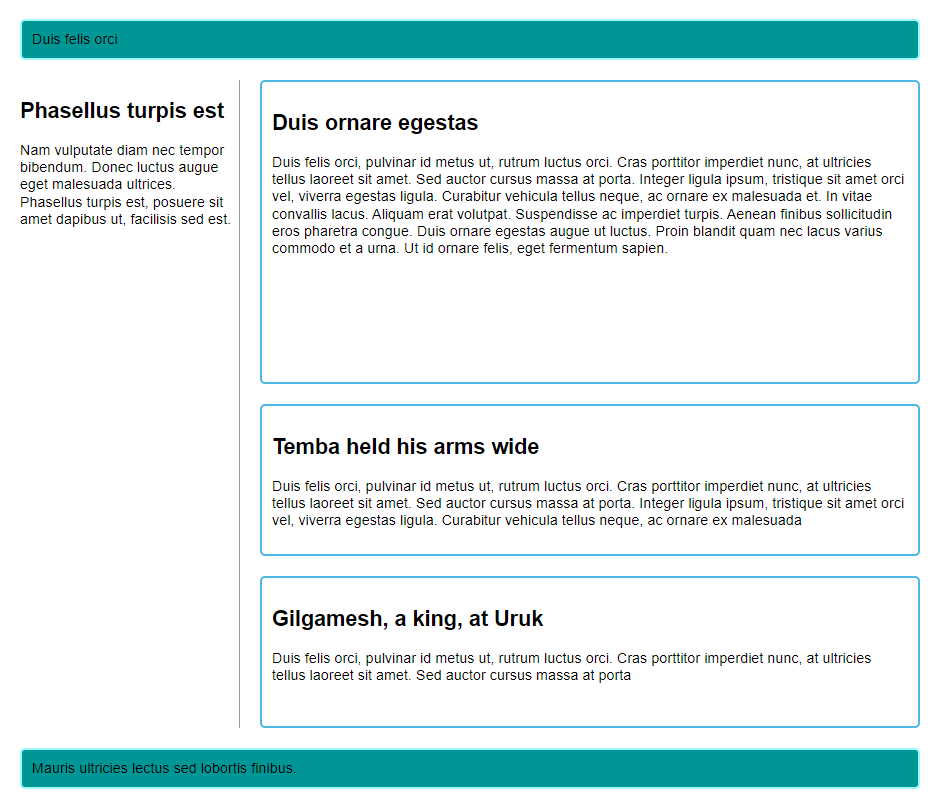 Duis felis orci
Phasellus turpis est
Nam vulputate diam nec tempor
bibendum. Donec luctus augue
eget malesuada ultrices.
Phasellus turpis est, posuere sit
amet dapibus ut, facilisis sed est.
Duis ornare egestas
Duis felis orci, pulvinar id metus ut, rutrum luctus orci. Cras porttitor imperdiet nunc, at ultricies
tellus laoreet sit amet. Sed auctor cursus massa at porta. Integer ligula ipsum, tristique sit amet orci
vel, viverra egestas ligula. Curabitur vehicula tellus neque, ac ornare ex malesuada et. In vitae
convallis lacus. Aliquam erat volutpat. Suspendisse ac imperdiet turpis. Aenean finibus sollicitudin
eros pharetra congue. Duis ornare egestas augue ut luctus. Proin blandit quam nec lacus varius
commodo et a urna. Ut id ornare felis, eget fermentum sapien.
Temba held his arms wide
Duis felis orci, pulvinar id metus ut, rutrum luctus orci. Cras porttitor imperdiet nunc, at ultricies
tellus laoreet sit amet. Sed auctor cursus massa at porta. Integer ligula ipsum, tristique sit amet orci
vel, viverra egestas ligula. Curabitur vehicula tellus neque, ac ornare ex malesuada
Gilgamesh, a king, at Uruk
Duis felis orci, pulvinar id metus ut, rutrum luctus orci. Cras porttitor imperdiet nunc, at ultricies
tellus laoreet sit amet. Sed auctor cursus massa at porta
Mauris ultricies lectus sed lobortis finibus.